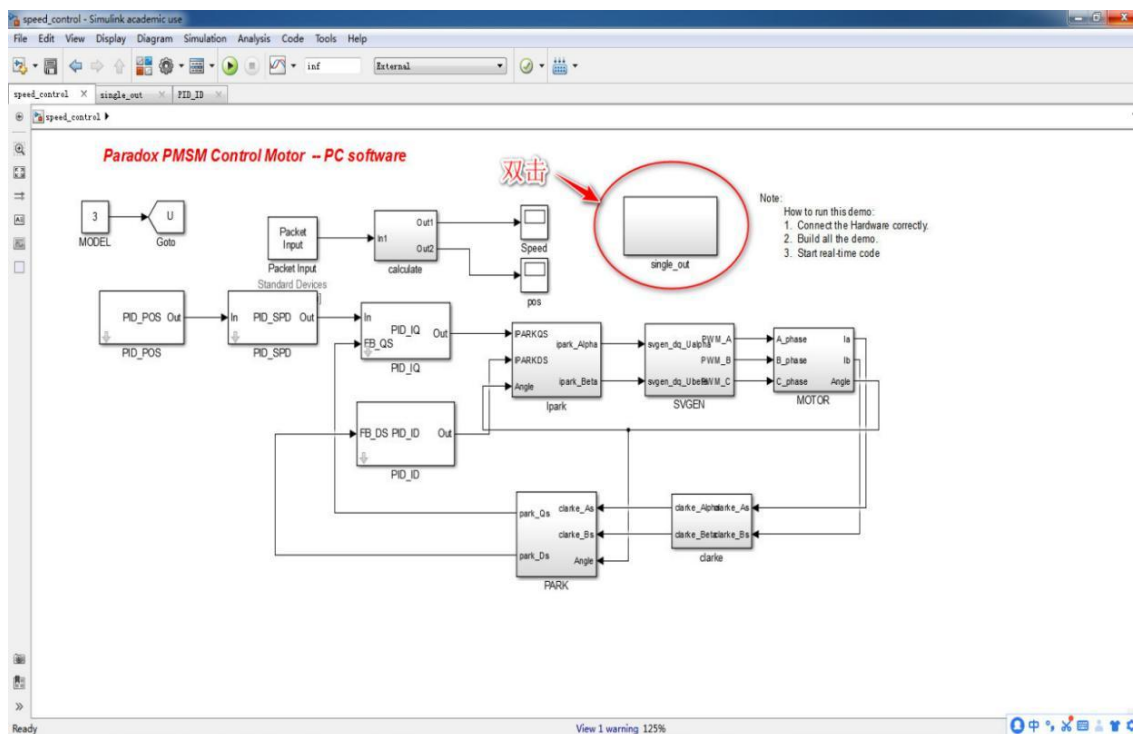 speed_control - Simulink academic use
File Edit View Display Diagram Simulation Analysis Code Tools Help
inf
External
speed_control
single_out
PID_ID
speed_control
Paradox PMSM Control Motor -- PC software
双击
3
MODEL
U
Goto
Packet
Input
Packet Input
Standard Devices
In1
Out1
Out2
calculate
Speed
pos
single_out
Note:
How to run this demo:
1. Connect the Hardware correctly.
2. Build all the demo.
3. Start real-time code
PID_POS Out
PID_POS
In PID_SPD Out
PID_SPD
In
PID_IQ Out
FB_QS
PID_IQ
FB_DS PID_ID Out
PID_ID
IPARKQS
ipark_Alpha
IPARKDS
ipark_Beta
Angle
Ipark
PWM_A
svgen_dq_Ualpha
PWM_B
PWM_C
SVGEN
A_phase Ia
B_phase Ib
C_phase Angle
MOTOR
park_Qs
clarke_As
clarke_Bs
park_Ds
Angle
PARK
clarke_As
clarke_Bs
clarke
Ready
View 1 warning 125%
中